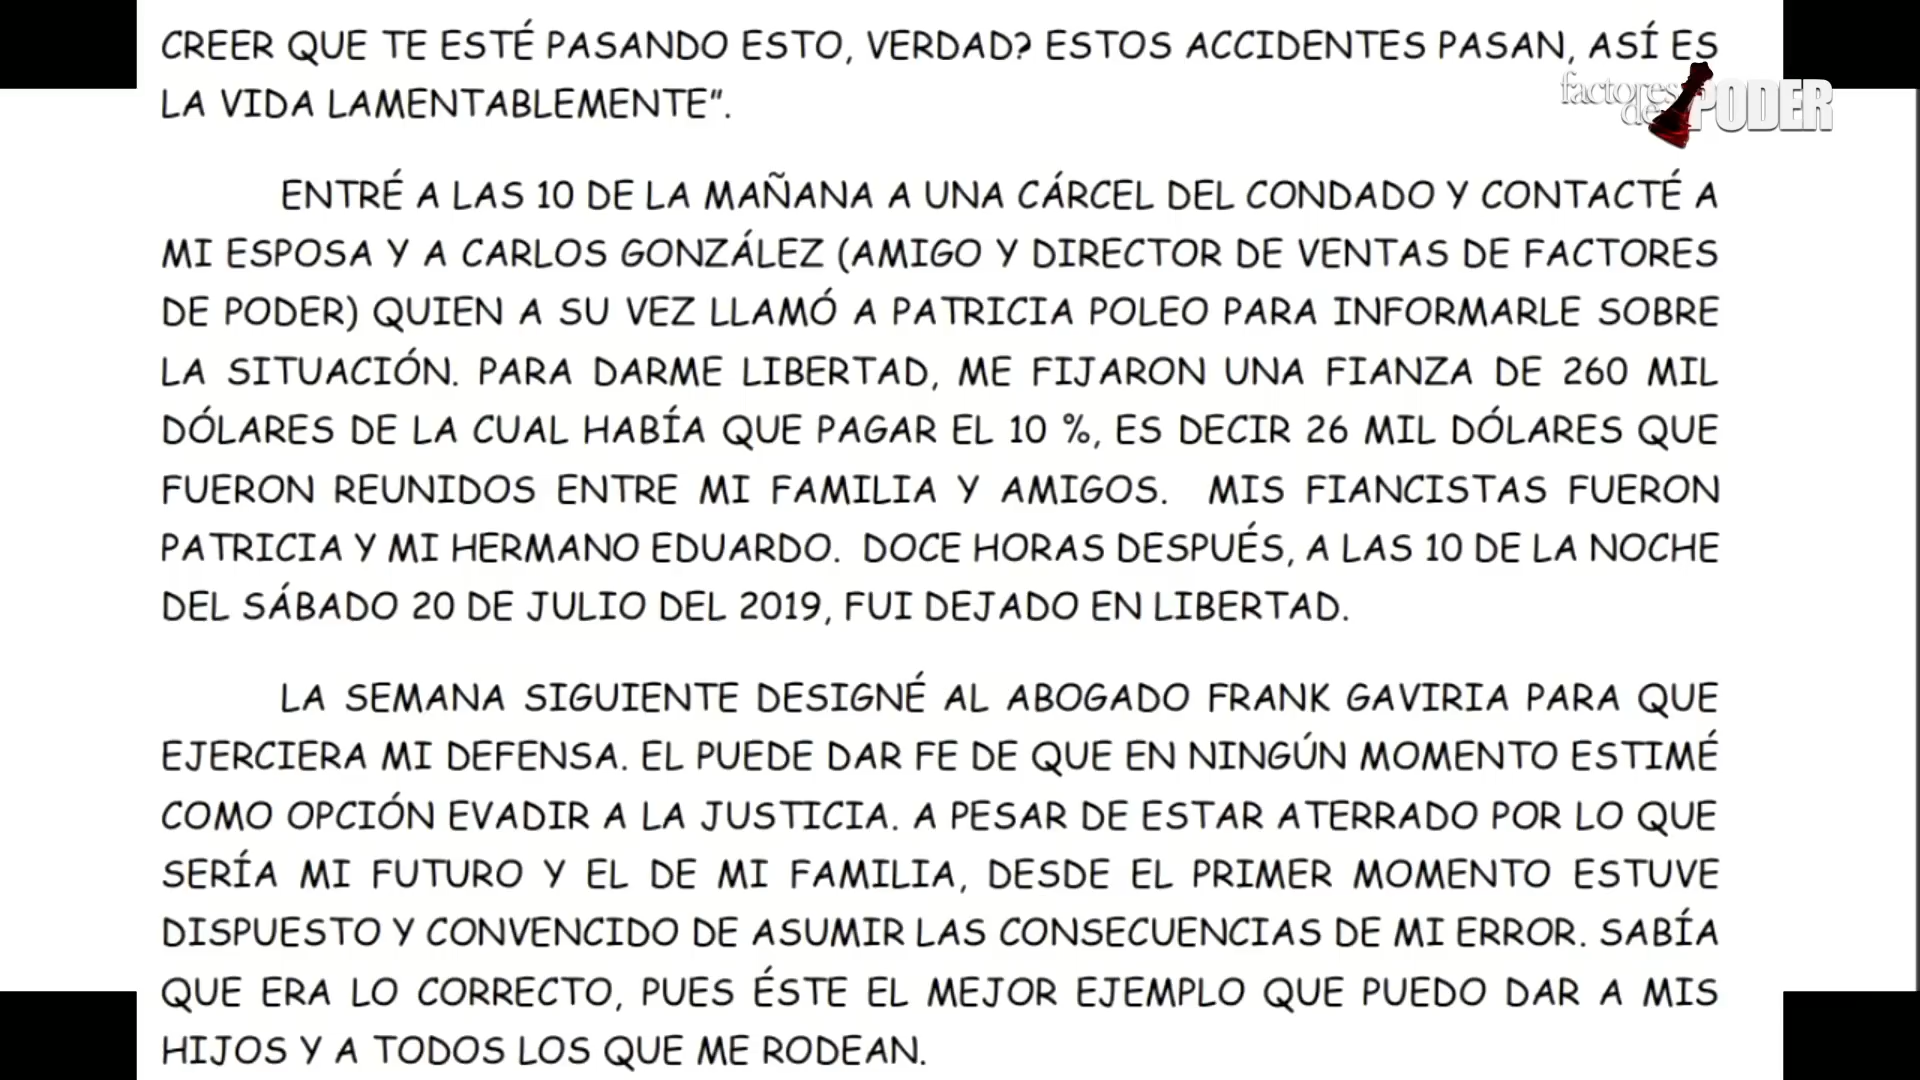 CREER QUE TE ESTÉ PASANDO ESTO, VERDAD? ESTOS ACCIDENTES PASAN, ASÍ ES
LA VIDA LAMENTABLEMENTE”.
factores de PODER
ENTRÉ A LAS 10 DE LA MAÑANA A UNA CÁRCEL DEL CONDADO Y CONTACTÉ A
MI ESPOSA Y A CARLOS GONZÁLEZ (AMIGO Y DIRECTOR DE VENTAS DE FACTORES
DE PODER) QUIEN A SU VEZ LLAMÓ A PATRICIA POLEO PARA INFORMARLE SOBRE
LA SITUACIÓN. PARA DARME LIBERTAD, ME FIJARON UNA FIANZA DE 260 MIL
DÓLARES DE LA CUAL HABÍA QUE PAGAR EL 10 %, ES DECIR 26 MIL DÓLARES QUE
FUERON REUNIDOS ENTRE MI FAMILIA Y AMIGOS. MIS FIANCISTAS FUERON
PATRICIA Y MI HERMANO EDUARDO. DOCE HORAS DESPUÉS, A LAS 10 DE LA NOCHE
DEL SÁBADO 20 DE JULIO DEL 2019, FUI DEJADO EN LIBERTAD.
LA SEMANA SIGUIENTE DESIGNÉ AL ABOGADO FRANK GAVIRIA PARA QUE
EJERCIERA MI DEFENSA. EL PUEDE DAR FE DE QUE EN NINGÚN MOMENTO ESTIMÉ
COMO OPCIÓN EVADIR A LA JUSTICIA. A PESAR DE ESTAR ATERRADO POR LO QUE
SERÍA MI FUTURO Y EL DE MI FAMILIA, DESDE EL PRIMER MOMENTO ESTUVE
DISPUESTO Y CONVENCIDO DE ASUMIR LAS CONSECUENCIAS DE MI ERROR. SABÍA
QUE ERA LO CORRECTO, PUES ÉSTE EL MEJOR EJEMPLO QUE PUEDO DAR A MIS
HIJOS Y A TODOS LOS QUE ME RODEAN.